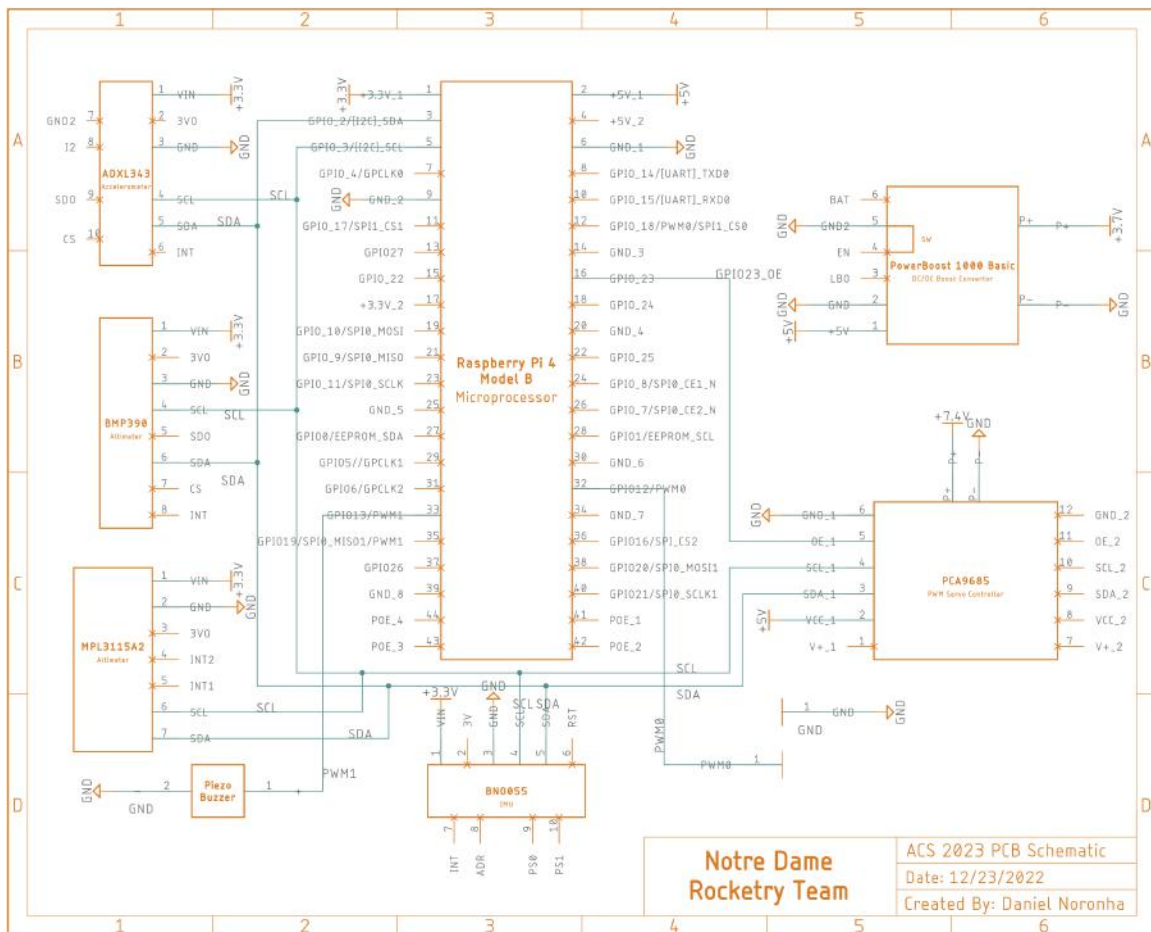 1 2 3 4 5 6
A
B
C
D
A
B
C
D
1 2 3 4 5 6
ADXL343
Accelerometer
GND2 7
I2 8
SDO 9
CS 10
1 VIN
+3.3V
2 3VO
3 GND
GND
4 SCL
SCL
5 SDA
SDA
6 INT
BMP390
Altimeter
1 VIN
+3.3V
2 3VO
3 GND
GND
4 SCL
SCL
5 SDO
6 SDA
SDA
7 CS
8 INT
MPL3115A2
Altimeter
1 VIN
+3.3V
2 GND
GND
3 3VO
4 INT2
5 INT1
6 SCL
SCL
7 SDA
SDA
Piezo
Buzzer
GND
2 -
GND
1 +
PWM1
Raspberry Pi 4
Model B
Microprocessor
+3.3V
+3.3V_1 1
GPIO_2/[I2C]_SDA 3
GPIO_3/[I2C]_SCL 5
GPIO_4/GPCLK0 7
GND
GND_2 9
GPIO_17/SPI1_CS1 11
GPIO27 13
GPIO_22 15
+3.3V_2 17
GPIO_10/SPI0_MOSI 19
GPIO_9/SPI0_MISO 21
GPIO_11/SPI0_SCLK 23
GND_5 25
GPIO0/EEPROM_SDA 27
GPIO5//GPCLK1 29
GPIO6/GPCLK2 31
GPIO13/PWM1 33
GPIO19/SPI0_MISO1/PWM1 35
GPIO26 37
GND_8 39
POE_4 44
POE_3 43
2 +5V_1
+5V
4 +5V_2
6 GND_1
GND
8 GPIO_14/[UART]_TXD0
10 GPIO_15/[UART]_RXD0
12 GPIO_18/PWM0/SPI1_CS0
14 GND_3
16 GPIO_23
GPIO23_OE
18 GPIO_24
20 GND_4
22 GPIO_25
24 GPIO_8/SPI0_CE1_N
26 GPIO_7/SPI0_CE2_N
28 GPIO1/EEPROM_SCL
30 GND_6
32 GPIO12/PWM0
34 GND_7
36 GPIO16/SPI_CS2
38 GPIO20/SPI0_MOSI1
40 GPIO21/SPI0_SCLK1
41 POE_1
42 POE_2
SCL
SDA
PowerBoost 1000 Basic
DC/DC Boost Converter
SW
BAT 6
GND
GND2 5
EN 4
LBO 3
GND
GND 2
+5V
+5V 1
P+ P+
+3.7V
P- P-
GND
PCA9685
PWM Servo Controller
+7.4V
GND
P+
P+
P-
GND
GND_1 6
OE_1 5
SCL_1 4
SDA_1 3
+5V
VCC_1 2
V+_1 1
12 GND_2
11 OE_2
10 SCL_2
9 SDA_2
8 VCC_2
7 V+_2
1 GND
GND
GND
PWM0
PWM0 1
BNO055
IMU
+3.3V
GND
SCL
SDA
1 VIN
2 3V
3 GND
4 SCL
5 SDA
6 RST
7 INT
8 ADR
9 PS0
10 PS1
Notre Dame
Rocketry Team
ACS 2023 PCB Schematic
Date: 12/23/2022
Created By: Daniel Noronha